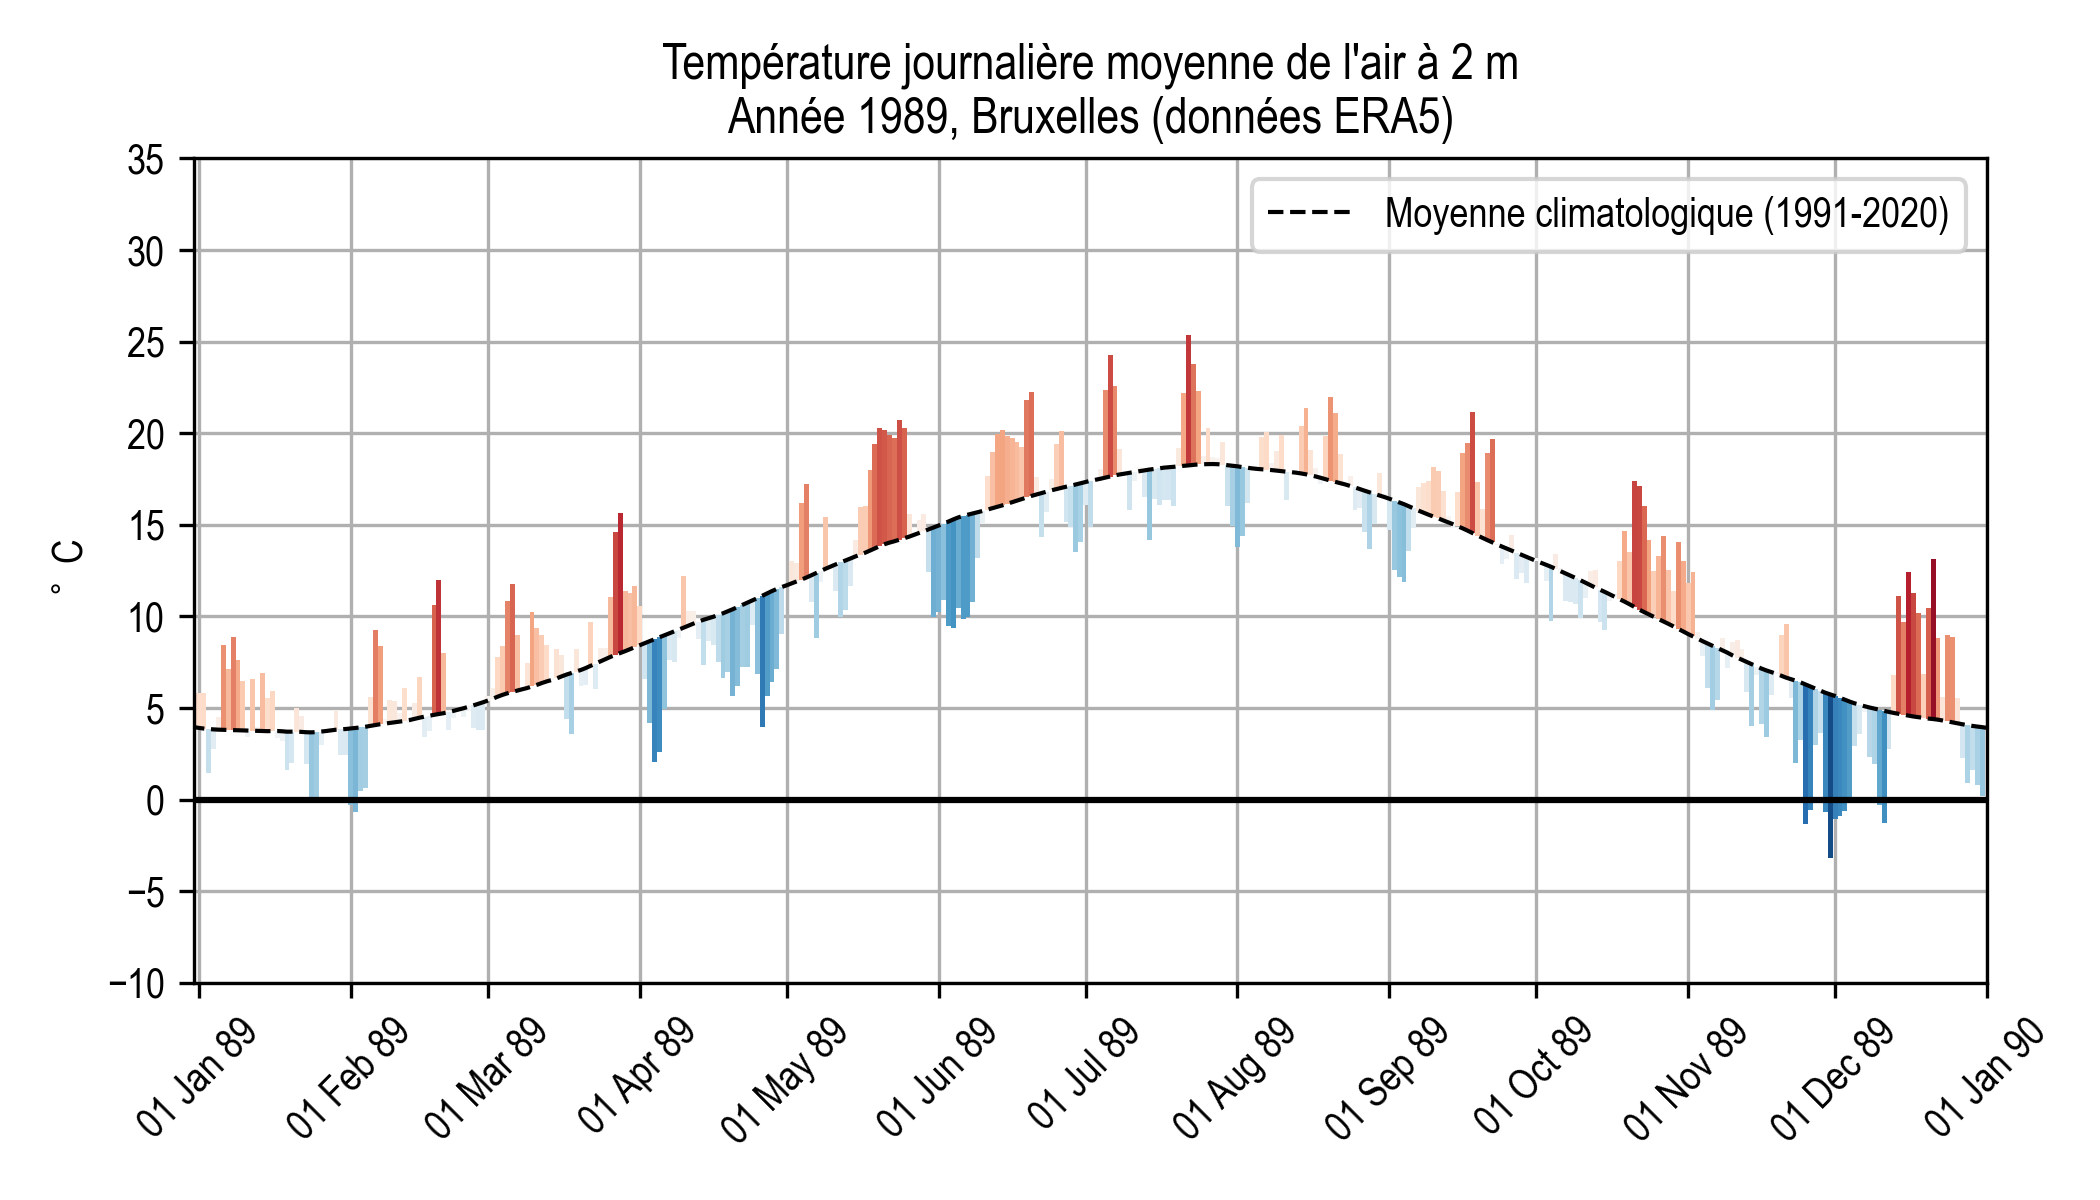 Température journalière moyenne de l'air à 2 m
Année 1989, Bruxelles (données ERA5)
Moyenne climatologique (1991-2020)
° C
35
30
25
20
15
10
5
0
−5
−10
01 Jan 89
01 Feb 89
01 Mar 89
01 Apr 89
01 May 89
01 Jun 89
01 Jul 89
01 Aug 89
01 Sep 89
01 Oct 89
01 Nov 89
01 Dec 89
01 Jan 90